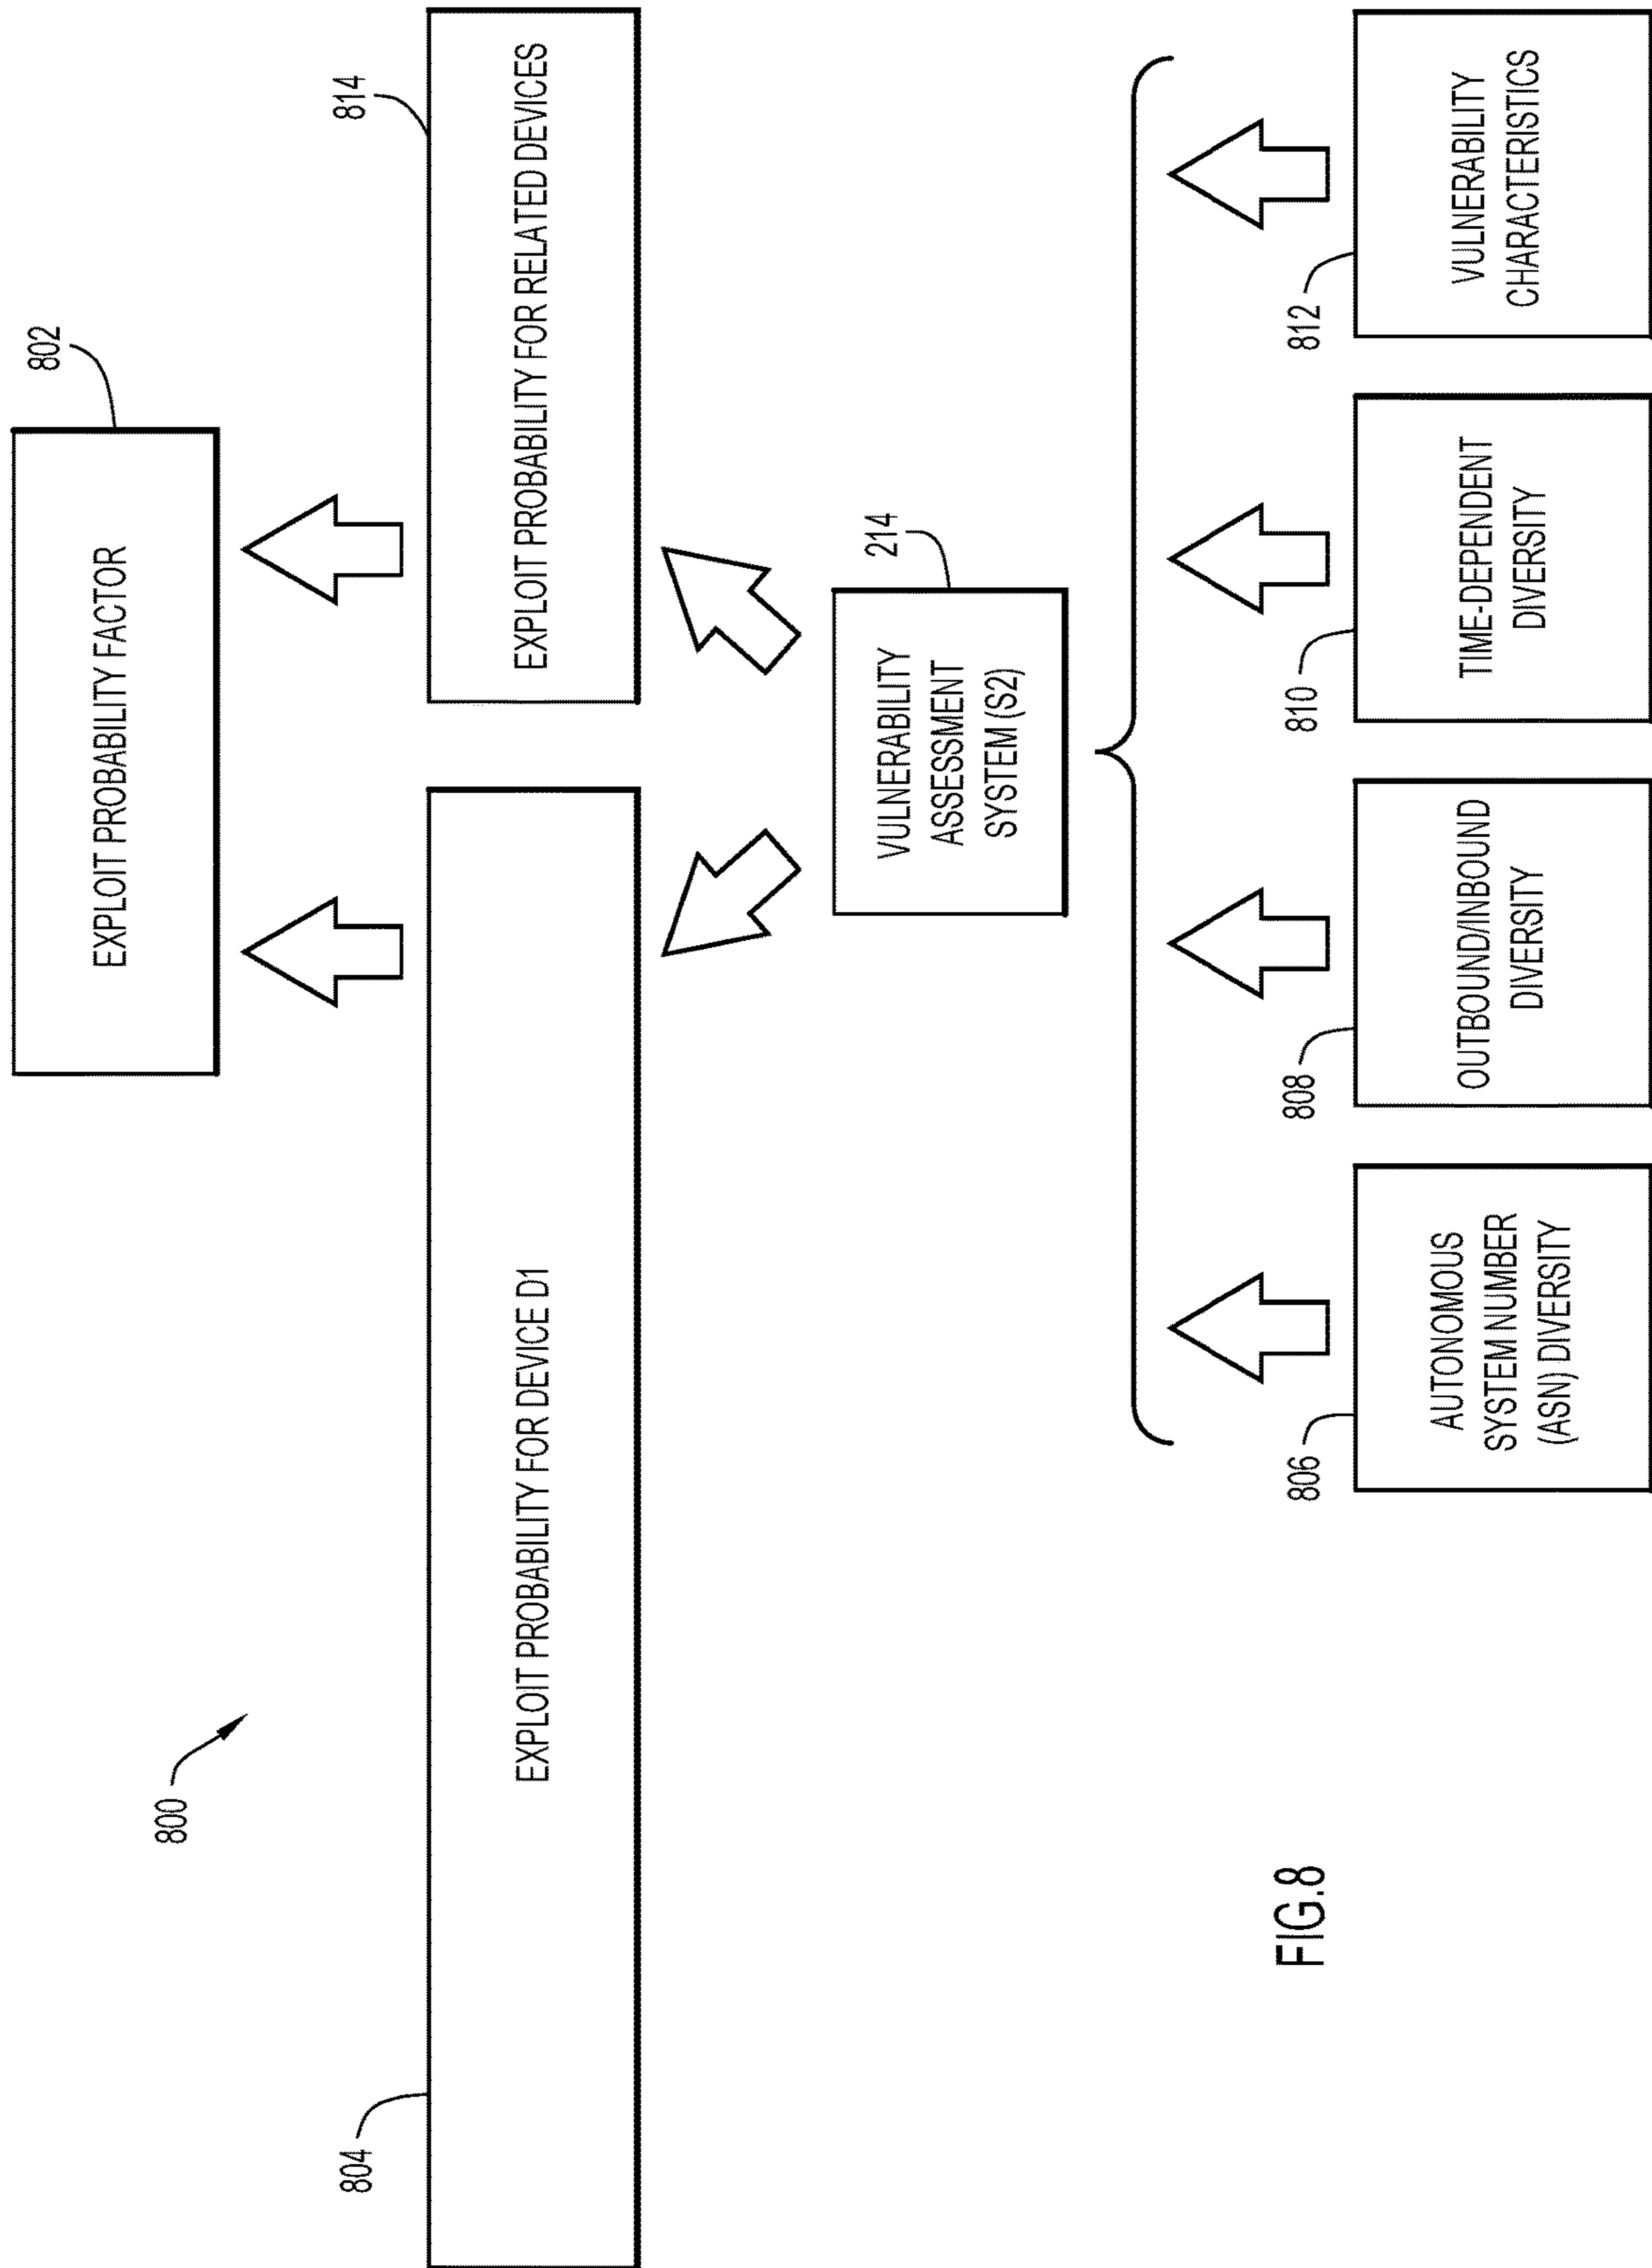 800
802
EXPLOIT PROBABILITY FACTOR
804
EXPLOIT PROBABILITY FOR DEVICE D1
814
EXPLOIT PROBABILITY FOR RELATED DEVICES
214
VULNERABILITY
ASSESSMENT
SYSTEM (S2)
806
AUTONOMOUS
SYSTEM NUMBER
(ASN) DIVERSITY
808
OUTBOUND/INBOUND
DIVERSITY
810
TIME-DEPENDENT
DIVERSITY
812
VULNERABILITY
CHARACTERISTICS
FIG.8